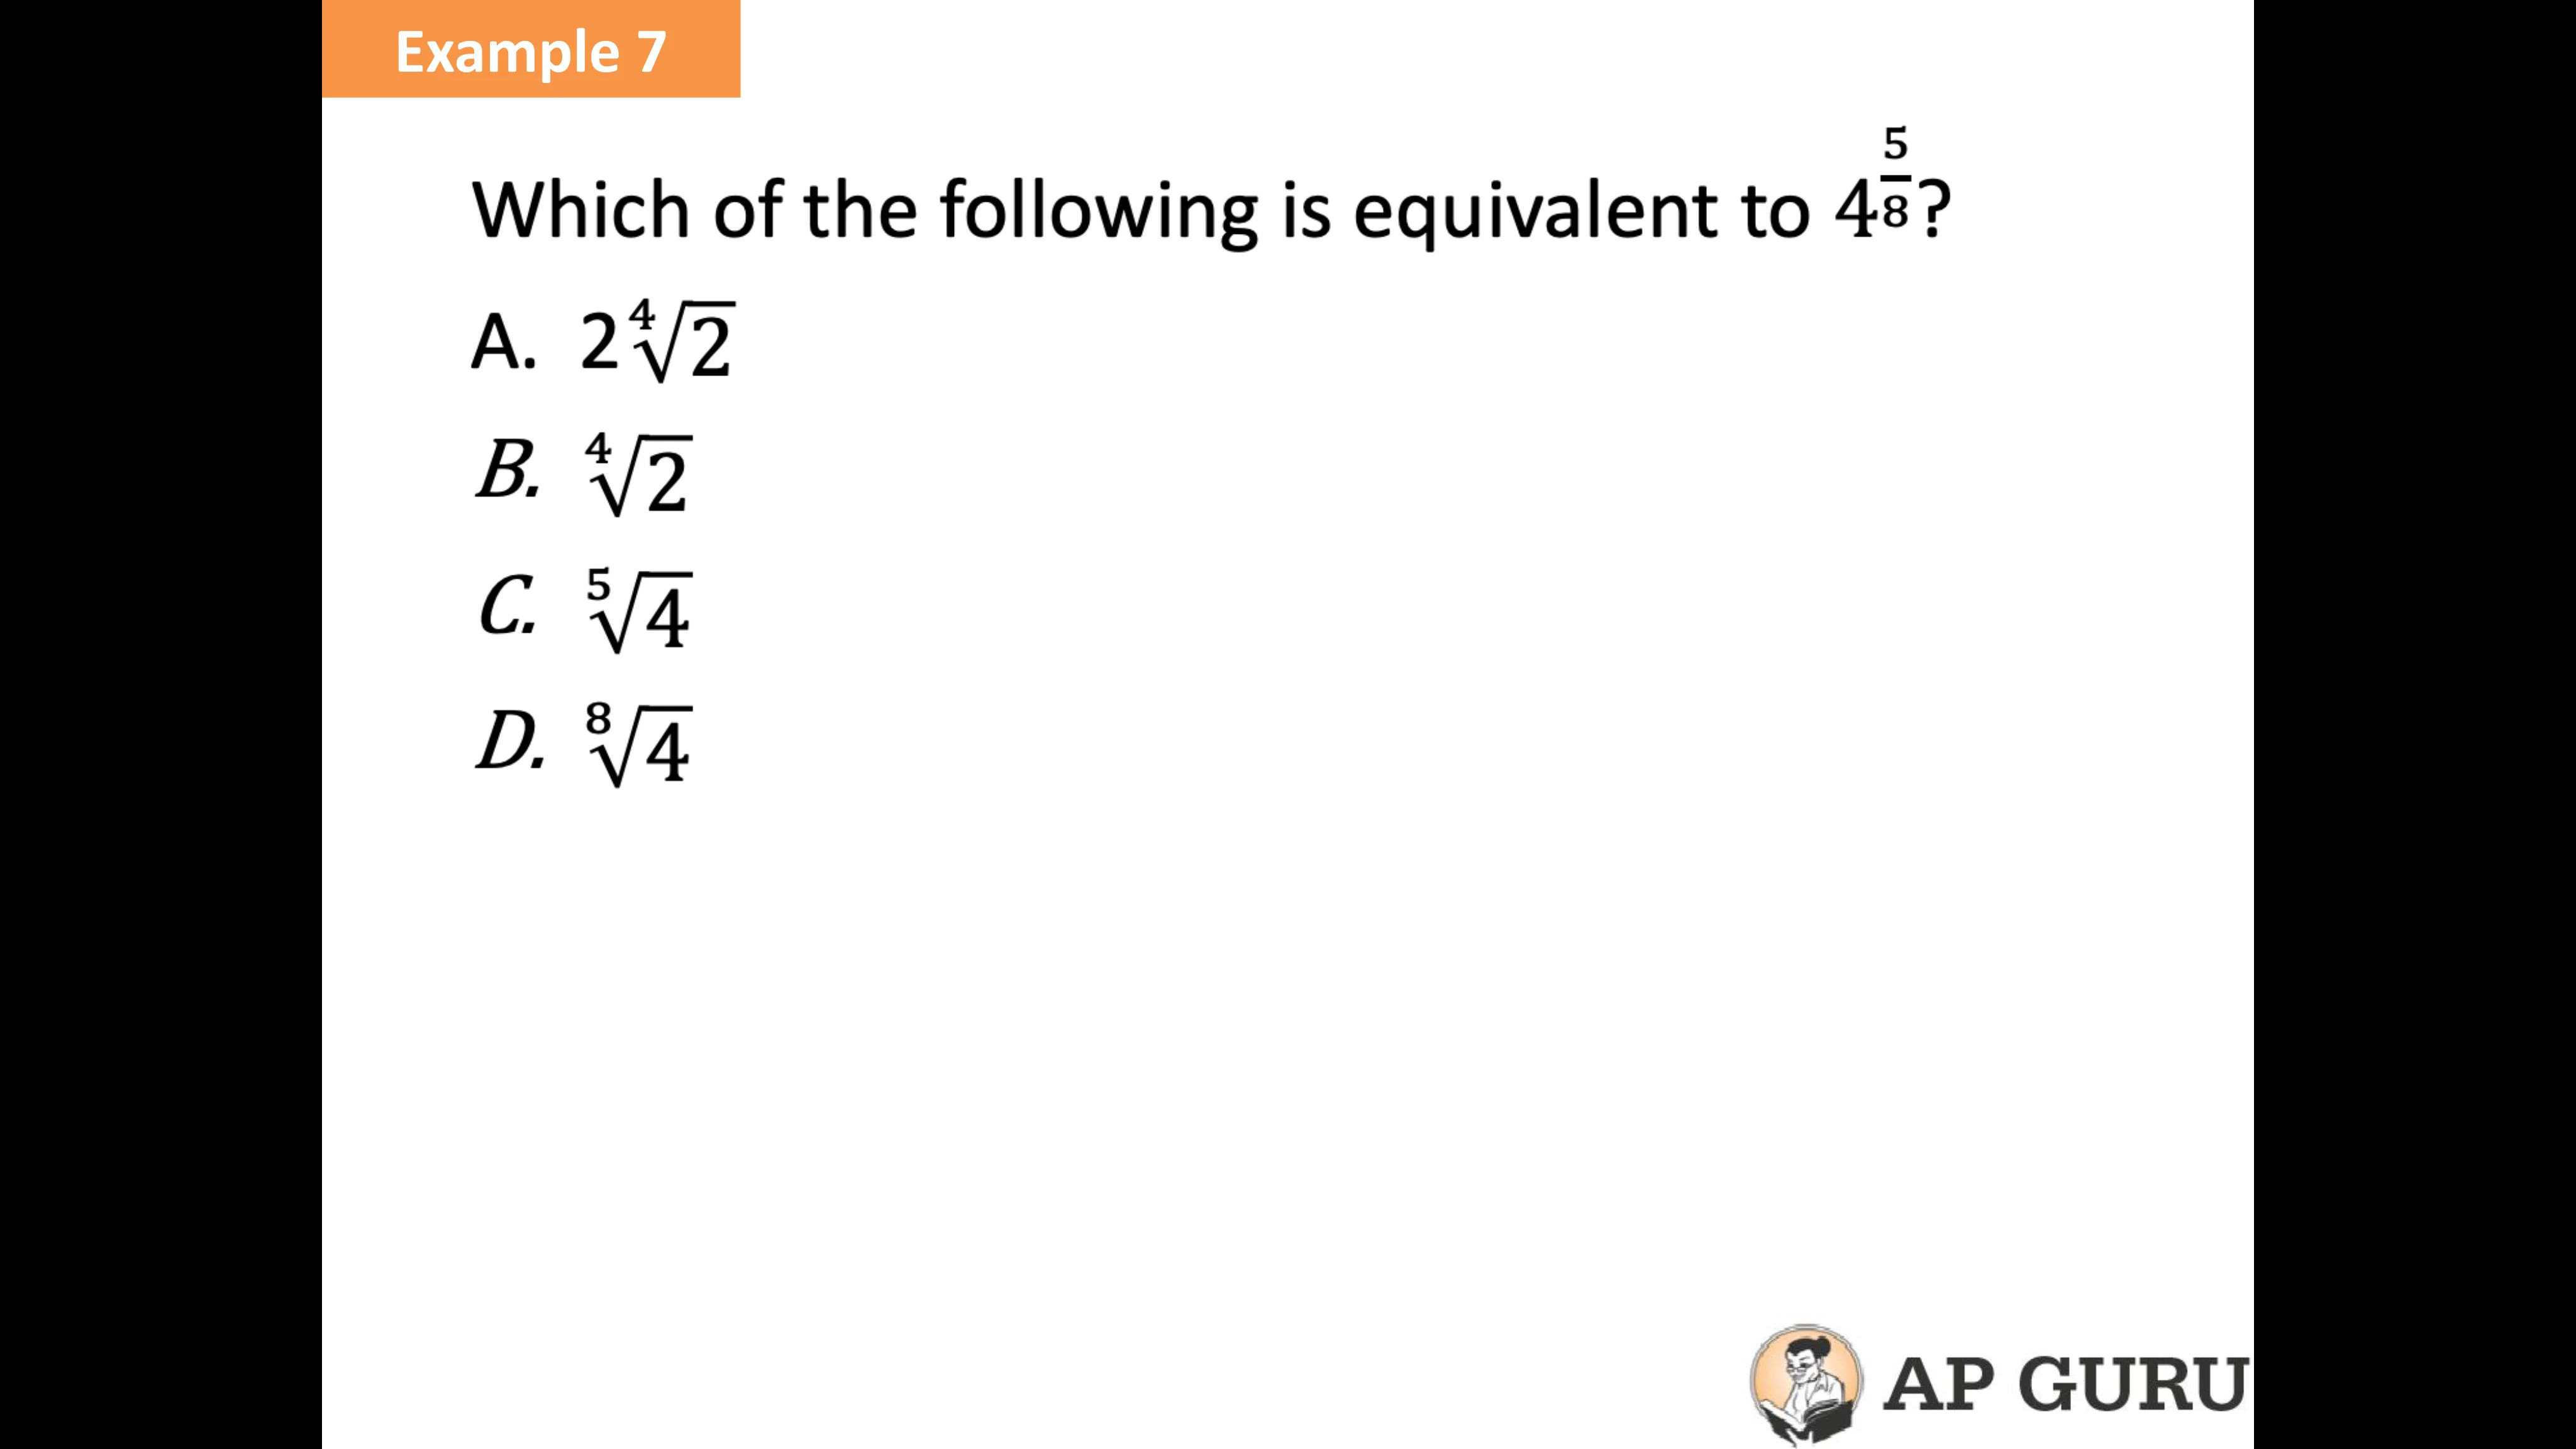 Example 7
Which of the following is equivalent to $4^{\frac{5}{8}}$?
A. $2\sqrt[4]{2}$
B. $\sqrt[4]{2}$
C. $\sqrt[5]{4}$
D. $\sqrt[8]{4}$
AP GURU